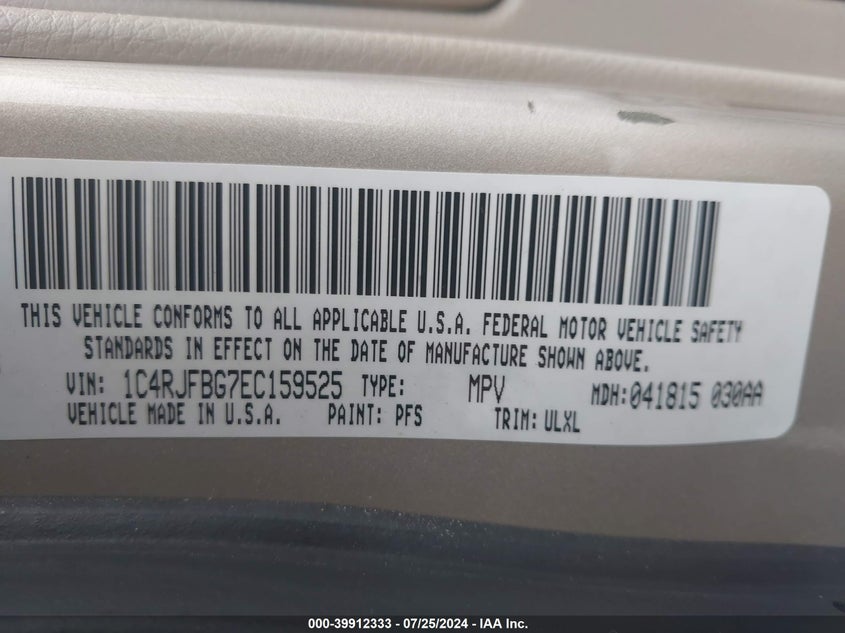 THIS VEHICLE CONFORMS TO ALL APPLICABLE U.S.A. FEDERAL MOTOR VEHICLE SAFETY
STANDARDS IN EFFECT ON THE DATE OF MANUFACTURE SHOWN ABOVE.
VIN: 1C4RJFBG7EC159525 TYPE: MPV MDH:041815 030AA
VEHICLE MADE IN U.S.A. PAINT: PFS TRIM: ULXL
000-39912333 - 07/25/2024 - IAA Inc.